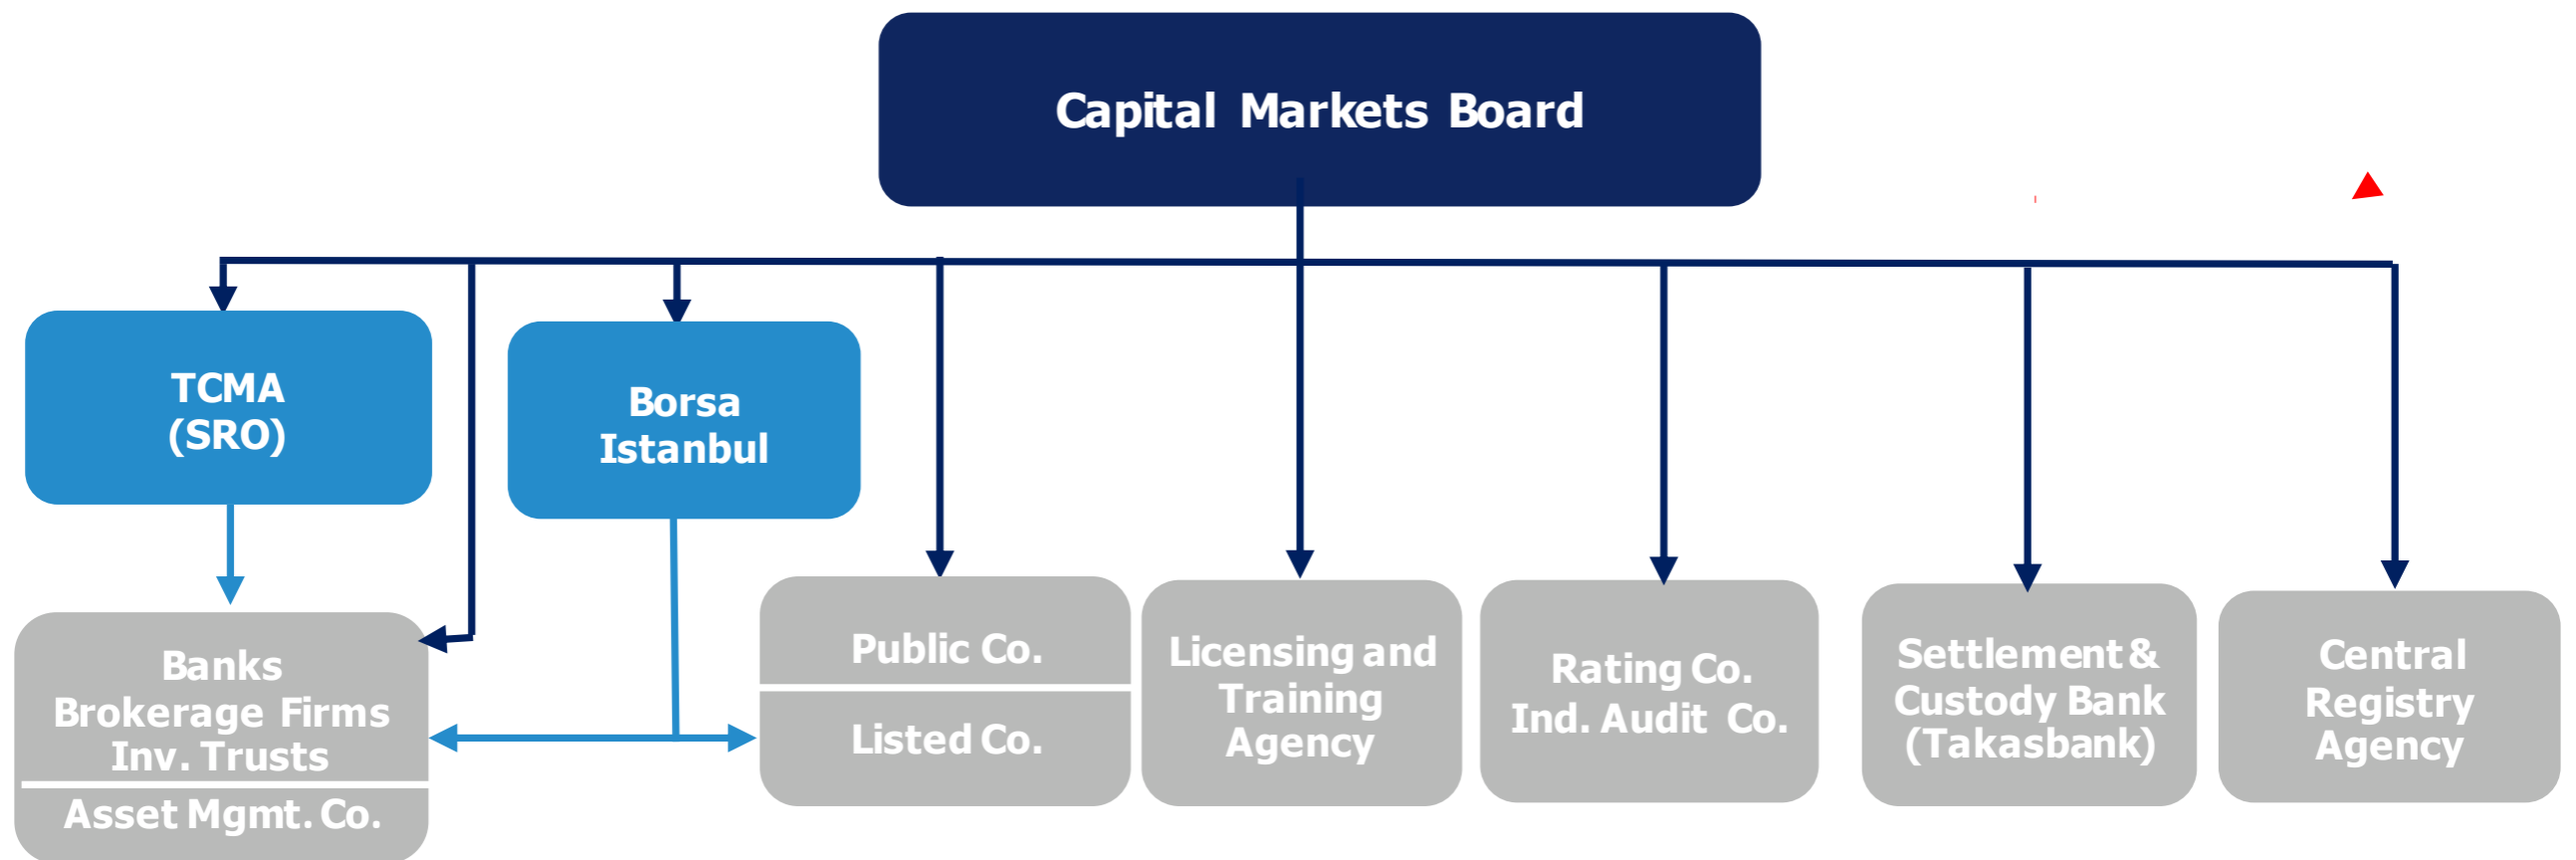 Capital Markets Board
TCMA
(SRO)
Borsa
Istanbul
Banks
Brokerage Firms
Inv. Trusts
Asset Mgmt. Co.
Public Co.
Listed Co.
Licensing and
Training
Agency
Rating Co.
Ind. Audit Co.
Settlement &
Custody Bank
(Takasbank)
Central
Registry
Agency